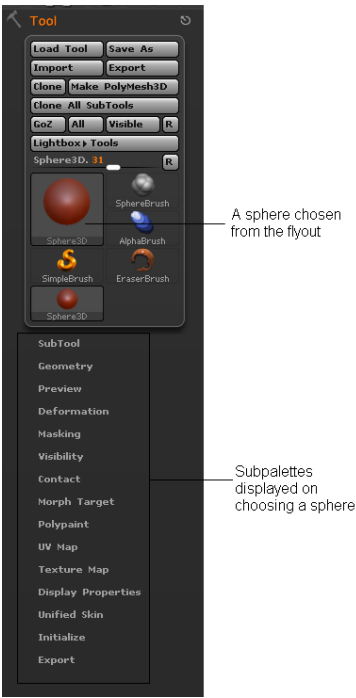 Tool
Load Tool Save As
Import Export
Clone Make PolyMesh3D
Clone All SubTools
GoZ All Visible R
Lightbox▸Tools
Sphere3D. 31 R
SphereBrush
Sphere3D AlphaBrush
SimpleBrush EraserBrush
Sphere3D
A sphere chosen
from the flyout
SubTool
Geometry
Preview
Deformation
Masking
Visibility
Contact
Morph Target
Polypaint
UV Map
Texture Map
Display Properties
Unified Skin
Initialize
Export
Subpalettes
displayed on
choosing a sphere